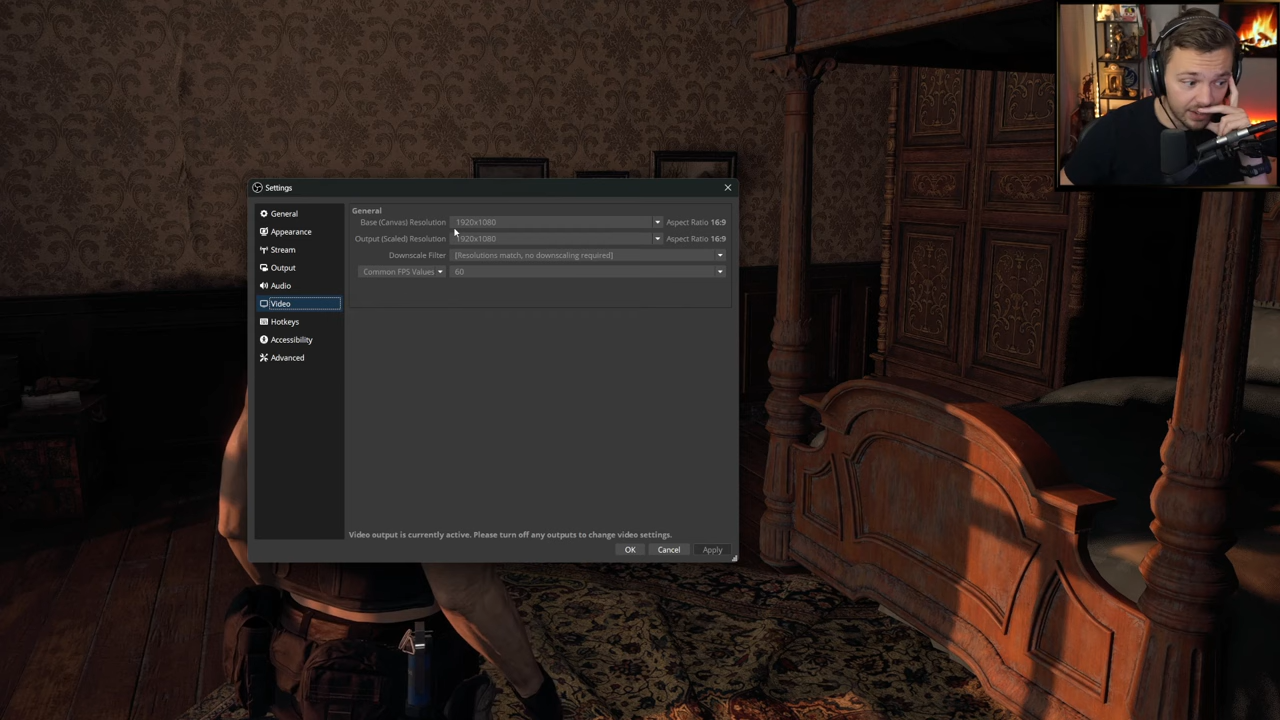 Settings
General
Appearance
Stream
Output
Audio
Video
Hotkeys
Accessibility
Advanced
General
Base (Canvas) Resolution 1920x1080 Aspect Ratio 16:9
Output (Scaled) Resolution 1920x1080 Aspect Ratio 16:9
Downscale Filter [Resolutions match, no downscaling required]
Common FPS Values 60
Video output is currently active. Please turn off any outputs to change video settings.
OK Cancel Apply